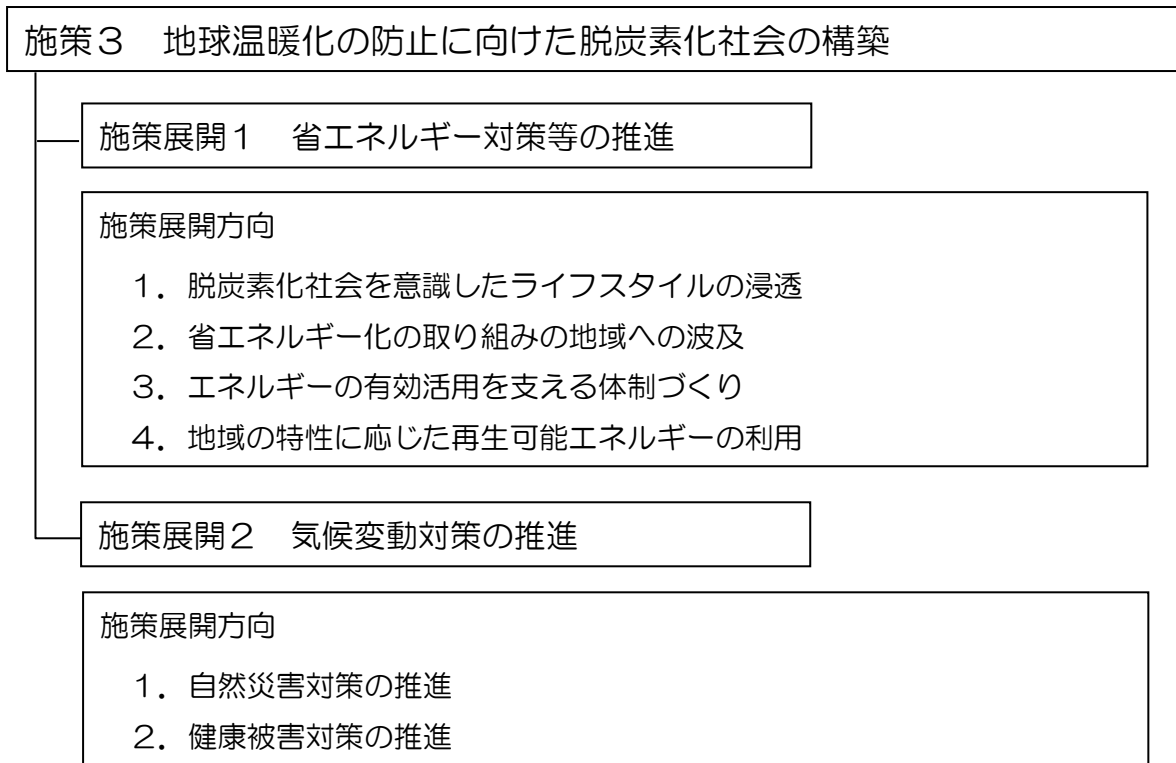 施策３　地球温暖化の防止に向けた脱炭素化社会の構築
施策展開１　省エネルギー対策等の推進
施策展開方向
１．脱炭素化社会を意識したライフスタイルの浸透
２．省エネルギー化の取り組みの地域への波及
３．エネルギーの有効活用を支える体制づくり
４．地域の特性に応じた再生可能エネルギーの利用
施策展開２　気候変動対策の推進
施策展開方向
１．自然災害対策の推進
２．健康被害対策の推進